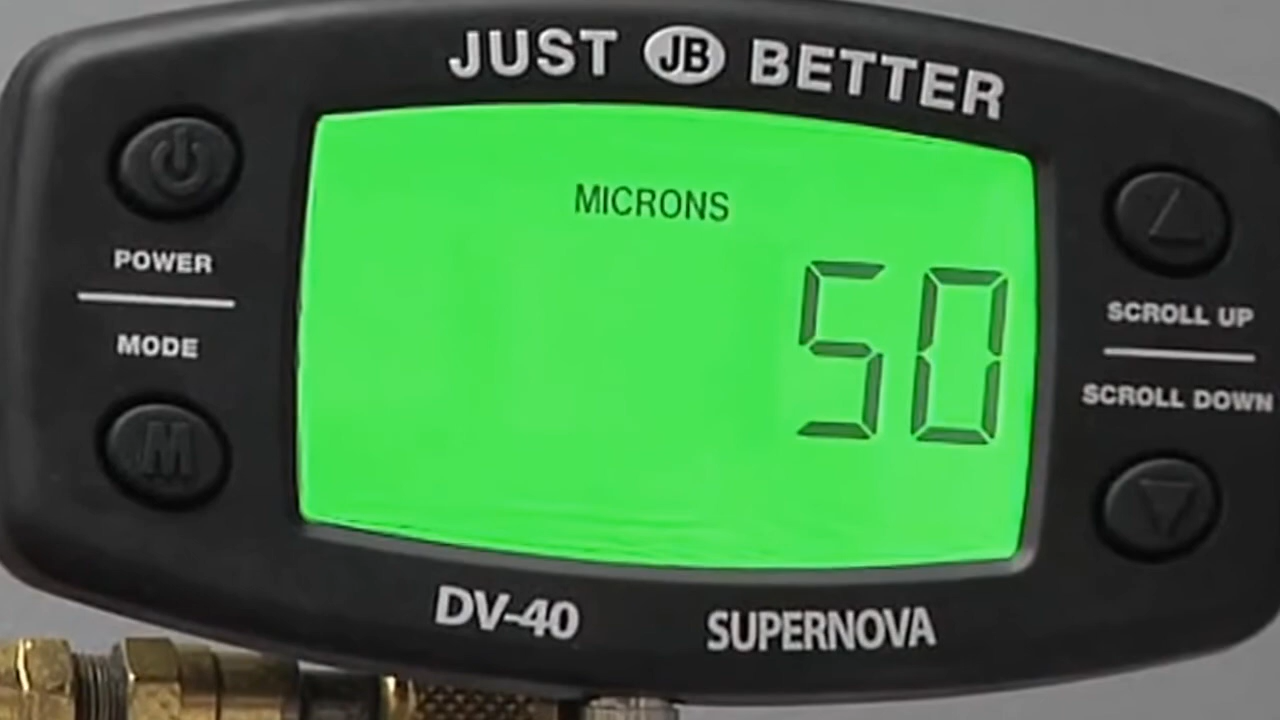 JUST JB BETTER
MICRONS
50
POWER
MODE
M
SCROLL UP
SCROLL DOWN
DV-40 SUPERNOVA